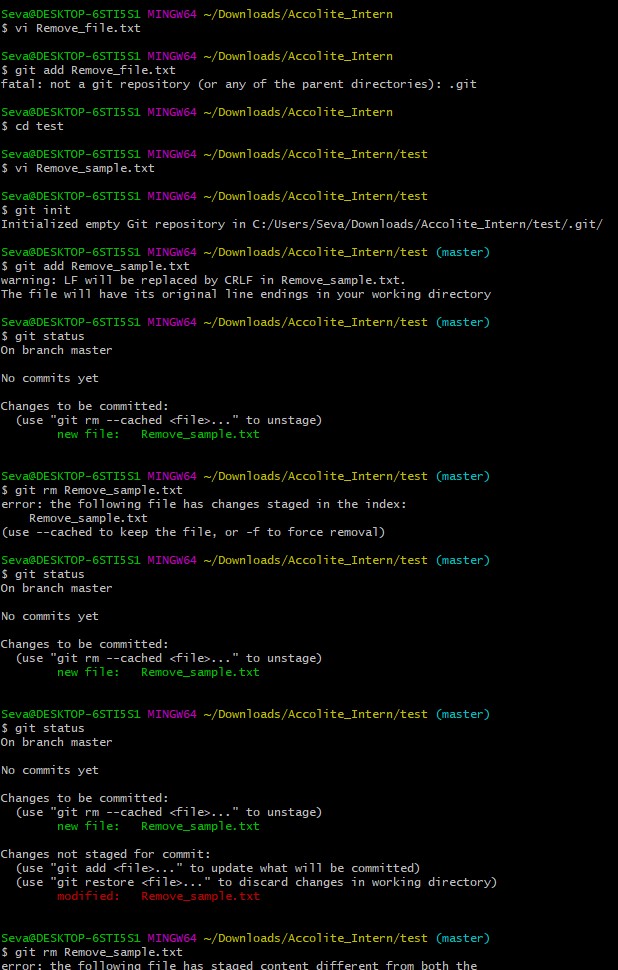 Seva@DESKTOP-6STI5S1 MINGW64 ~/Downloads/Accolite_Intern
$ vi Remove_file.txt
Seva@DESKTOP-6STI5S1 MINGW64 ~/Downloads/Accolite_Intern
$ git add Remove_file.txt
fatal: not a git repository (or any of the parent directories): .git
Seva@DESKTOP-6STI5S1 MINGW64 ~/Downloads/Accolite_Intern
$ cd test
Seva@DESKTOP-6STI5S1 MINGW64 ~/Downloads/Accolite_Intern/test
$ vi Remove_sample.txt
Seva@DESKTOP-6STI5S1 MINGW64 ~/Downloads/Accolite_Intern/test
$ git init
Initialized empty Git repository in C:/Users/Seva/Downloads/Accolite_Intern/test/.git/
Seva@DESKTOP-6STI5S1 MINGW64 ~/Downloads/Accolite_Intern/test (master)
$ git add Remove_sample.txt
warning: LF will be replaced by CRLF in Remove_sample.txt.
The file will have its original line endings in your working directory
Seva@DESKTOP-6STI5S1 MINGW64 ~/Downloads/Accolite_Intern/test (master)
$ git status
On branch master
No commits yet
Changes to be committed:
(use "git rm --cached <file>..." to unstage)
new file: Remove_sample.txt
Seva@DESKTOP-6STI5S1 MINGW64 ~/Downloads/Accolite_Intern/test (master)
$ git rm Remove_sample.txt
error: the following file has changes staged in the index:
Remove_sample.txt
(use --cached to keep the file, or -f to force removal)
Seva@DESKTOP-6STI5S1 MINGW64 ~/Downloads/Accolite_Intern/test (master)
$ git status
On branch master
No commits yet
Changes to be committed:
(use "git rm --cached <file>..." to unstage)
new file: Remove_sample.txt
Seva@DESKTOP-6STI5S1 MINGW64 ~/Downloads/Accolite_Intern/test (master)
$ git status
On branch master
No commits yet
Changes to be committed:
(use "git rm --cached <file>..." to unstage)
new file: Remove_sample.txt
Changes not staged for commit:
(use "git add <file>..." to update what will be committed)
(use "git restore <file>..." to discard changes in working directory)
modified: Remove_sample.txt
Seva@DESKTOP-6STI5S1 MINGW64 ~/Downloads/Accolite_Intern/test (master)
$ git rm Remove_sample.txt
error: the following file has staged content different from both the